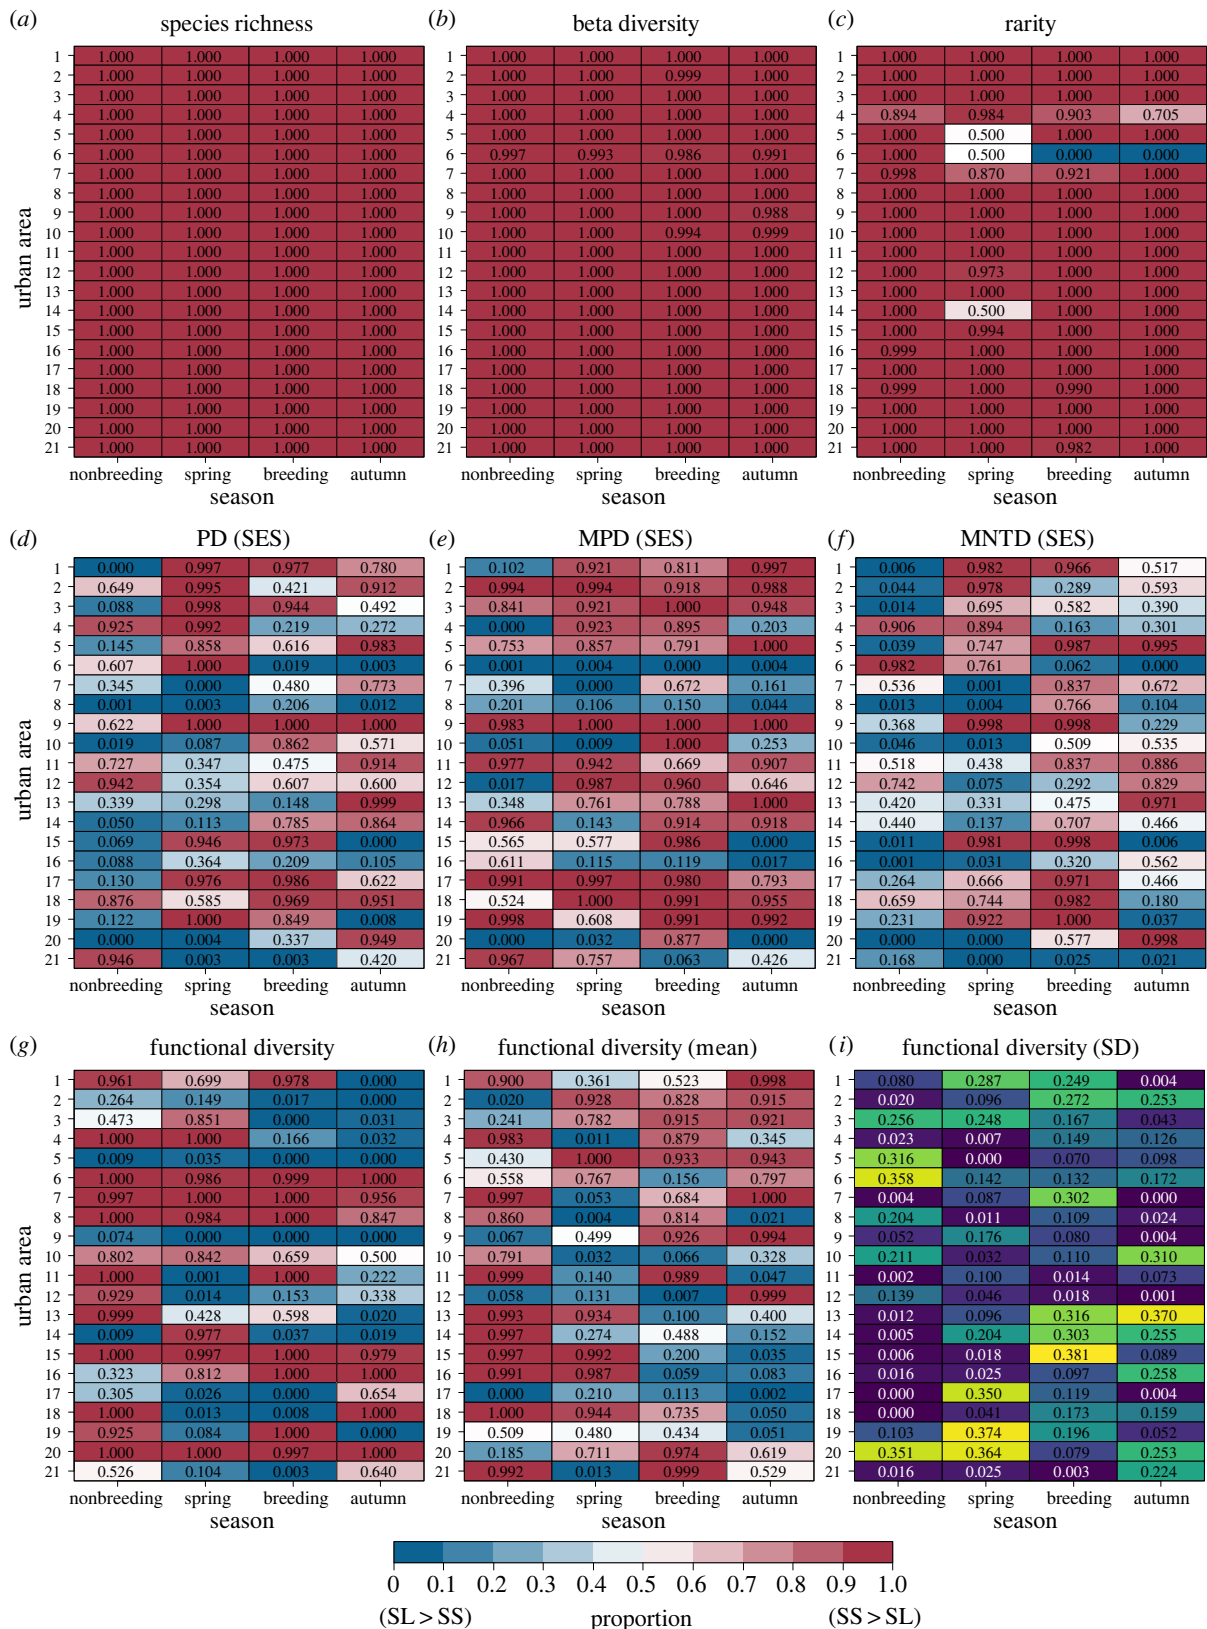 (a) species richness (b) beta diversity (c) rarity
1 1.000 1.000 1.000 1.000 1.000 1.000 1.000 1.000 1.000 1.000 1.000 1.000
2 1.000 1.000 1.000 1.000 1.000 1.000 0.999 1.000 1.000 1.000 1.000 1.000
3 1.000 1.000 1.000 1.000 1.000 1.000 1.000 1.000 1.000 1.000 1.000 1.000
4 1.000 1.000 1.000 1.000 1.000 1.000 1.000 1.000 0.894 0.984 0.903 0.705
5 1.000 1.000 1.000 1.000 1.000 1.000 1.000 1.000 1.000 0.500 1.000 1.000
6 1.000 1.000 1.000 1.000 0.997 0.993 0.986 0.991 1.000 0.500 0.000 0.000
7 1.000 1.000 1.000 1.000 1.000 1.000 1.000 1.000 0.998 0.870 0.921 1.000
8 1.000 1.000 1.000 1.000 1.000 1.000 1.000 1.000 1.000 1.000 1.000 1.000
9 1.000 1.000 1.000 1.000 1.000 1.000 1.000 0.988 1.000 1.000 1.000 1.000
10 1.000 1.000 1.000 1.000 1.000 1.000 0.994 0.999 1.000 1.000 1.000 1.000
11 1.000 1.000 1.000 1.000 1.000 1.000 1.000 1.000 1.000 1.000 1.000 1.000
12 1.000 1.000 1.000 1.000 1.000 1.000 1.000 1.000 1.000 0.973 1.000 1.000
13 1.000 1.000 1.000 1.000 1.000 1.000 1.000 1.000 1.000 1.000 1.000 1.000
14 1.000 1.000 1.000 1.000 1.000 1.000 1.000 1.000 1.000 0.500 1.000 1.000
15 1.000 1.000 1.000 1.000 1.000 1.000 1.000 1.000 1.000 0.994 1.000 1.000
16 1.000 1.000 1.000 1.000 1.000 1.000 1.000 1.000 0.999 1.000 1.000 1.000
17 1.000 1.000 1.000 1.000 1.000 1.000 1.000 1.000 1.000 1.000 1.000 1.000
18 1.000 1.000 1.000 1.000 1.000 1.000 1.000 1.000 0.999 1.000 0.990 1.000
19 1.000 1.000 1.000 1.000 1.000 1.000 1.000 1.000 1.000 1.000 1.000 1.000
20 1.000 1.000 1.000 1.000 1.000 1.000 1.000 1.000 1.000 1.000 1.000 1.000
21 1.000 1.000 1.000 1.000 1.000 1.000 1.000 1.000 1.000 1.000 0.982 1.000
urban area
nonbreeding spring breeding autumn nonbreeding spring breeding autumn nonbreeding spring breeding autumn
season season season
(d) PD (SES) (e) MPD (SES) (f) MNTD (SES)
1 0.000 0.997 0.977 0.780 0.102 0.921 0.811 0.997 0.006 0.982 0.966 0.517
2 0.649 0.995 0.421 0.912 0.994 0.994 0.918 0.988 0.044 0.978 0.289 0.593
3 0.088 0.998 0.944 0.492 0.841 0.921 1.000 0.948 0.014 0.695 0.582 0.390
4 0.925 0.992 0.219 0.272 0.000 0.923 0.895 0.203 0.906 0.894 0.163 0.301
5 0.145 0.858 0.616 0.983 0.753 0.857 0.791 1.000 0.039 0.747 0.987 0.995
6 0.607 1.000 0.019 0.003 0.001 0.004 0.000 0.004 0.982 0.761 0.062 0.000
7 0.345 0.000 0.480 0.773 0.396 0.000 0.672 0.161 0.536 0.001 0.837 0.672
8 0.001 0.003 0.206 0.012 0.201 0.106 0.150 0.044 0.013 0.004 0.766 0.104
9 0.622 1.000 1.000 1.000 0.983 1.000 1.000 1.000 0.368 0.998 0.998 0.229
10 0.019 0.087 0.862 0.571 0.051 0.009 1.000 0.253 0.046 0.013 0.509 0.535
11 0.727 0.347 0.475 0.914 0.977 0.942 0.669 0.907 0.518 0.438 0.837 0.886
12 0.942 0.354 0.607 0.600 0.017 0.987 0.960 0.646 0.742 0.075 0.292 0.829
13 0.339 0.298 0.148 0.999 0.348 0.761 0.788 1.000 0.420 0.331 0.475 0.971
14 0.050 0.113 0.785 0.864 0.966 0.143 0.914 0.918 0.440 0.137 0.707 0.466
15 0.069 0.946 0.973 0.000 0.565 0.577 0.986 0.000 0.011 0.981 0.998 0.006
16 0.088 0.364 0.209 0.105 0.611 0.115 0.119 0.017 0.001 0.031 0.320 0.562
17 0.130 0.976 0.986 0.622 0.991 0.997 0.980 0.793 0.264 0.666 0.971 0.466
18 0.876 0.585 0.969 0.951 0.524 1.000 0.991 0.955 0.659 0.744 0.982 0.180
19 0.122 1.000 0.849 0.008 0.998 0.608 0.991 0.992 0.231 0.922 1.000 0.037
20 0.000 0.004 0.337 0.949 0.000 0.032 0.877 0.000 0.000 0.000 0.577 0.998
21 0.946 0.003 0.003 0.420 0.967 0.757 0.063 0.426 0.168 0.000 0.025 0.021
urban area
nonbreeding spring breeding autumn nonbreeding spring breeding autumn nonbreeding spring breeding autumn
season season season
(g) functional diversity (h) functional diversity (mean) (i) functional diversity (SD)
1 0.961 0.699 0.978 0.000 1 0.900 0.361 0.523 0.998 1 0.080 0.287 0.249 0.004
2 0.264 0.149 0.017 0.000 2 0.020 0.928 0.828 0.915 2 0.020 0.096 0.272 0.253
3 0.473 0.851 0.000 0.031 3 0.241 0.782 0.915 0.921 3 0.256 0.248 0.167 0.043
4 1.000 1.000 0.166 0.032 4 0.983 0.011 0.879 0.345 4 0.023 0.007 0.149 0.126
5 0.009 0.035 0.000 0.000 5 0.430 1.000 0.933 0.943 5 0.316 0.000 0.070 0.098
6 1.000 0.986 0.999 1.000 6 0.558 0.767 0.156 0.797 6 0.358 0.142 0.132 0.172
7 0.997 1.000 1.000 0.956 7 0.997 0.053 0.684 1.000 7 0.004 0.087 0.302 0.000
8 1.000 0.984 1.000 0.847 8 0.860 0.004 0.814 0.021 8 0.204 0.011 0.109 0.024
9 0.074 0.000 0.000 0.000 9 0.067 0.499 0.926 0.994 9 0.052 0.176 0.080 0.004
10 0.802 0.842 0.659 0.500 10 0.791 0.032 0.066 0.328 10 0.211 0.032 0.110 0.310
11 1.000 0.001 1.000 0.222 11 0.999 0.140 0.989 0.047 11 0.002 0.100 0.014 0.073
12 0.929 0.014 0.153 0.338 12 0.058 0.131 0.007 0.999 12 0.139 0.046 0.018 0.001
13 0.999 0.428 0.598 0.020 13 0.993 0.934 0.100 0.400 13 0.012 0.096 0.316 0.370
14 0.009 0.977 0.037 0.019 14 0.997 0.274 0.488 0.152 14 0.005 0.204 0.303 0.255
15 1.000 0.997 1.000 0.979 15 0.997 0.992 0.200 0.035 15 0.006 0.018 0.381 0.089
16 0.323 0.812 1.000 1.000 16 0.991 0.987 0.059 0.083 16 0.016 0.025 0.097 0.258
17 0.305 0.026 0.000 0.654 17 0.000 0.210 0.113 0.002 17 0.000 0.350 0.119 0.004
18 1.000 0.013 0.008 1.000 18 1.000 0.944 0.735 0.050 18 0.000 0.041 0.173 0.159
19 0.925 0.084 1.000 0.000 19 0.509 0.480 0.434 0.051 19 0.103 0.374 0.196 0.052
20 1.000 1.000 0.997 1.000 20 0.185 0.711 0.974 0.619 20 0.351 0.364 0.079 0.253
21 0.526 0.104 0.003 0.640 21 0.992 0.013 0.999 0.529 21 0.016 0.025 0.003 0.224
urban area
nonbreeding spring breeding autumn nonbreeding spring breeding autumn nonbreeding spring breeding autumn
season season season
0 0.1 0.2 0.3 0.4 0.5 0.6 0.7 0.8 0.9 1.0
(SL > SS) proportion (SS > SL)